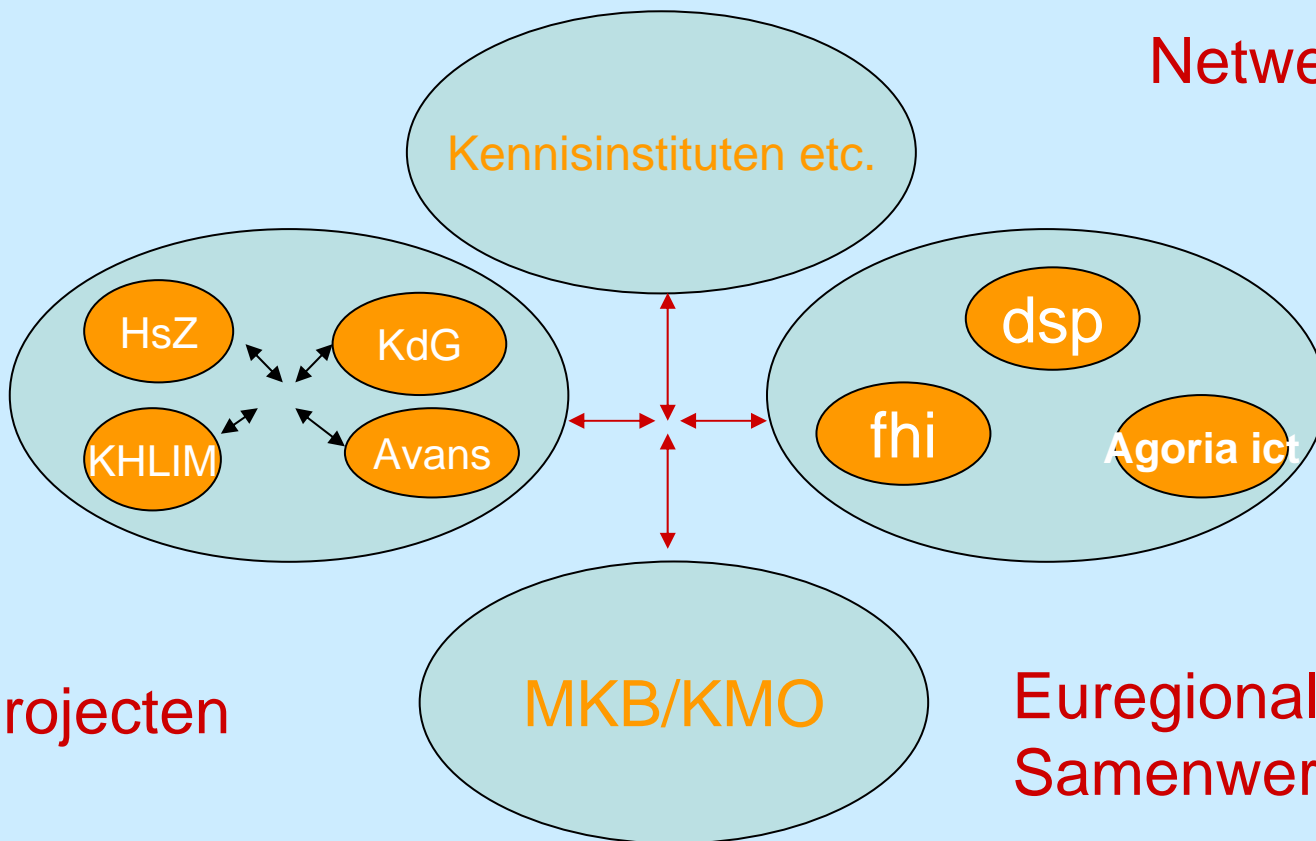 Netwe
Kennisinstituten etc.
HsZ
KdG
dsp
KHLIM
Avans
fhi
Agoria ict
rojecten
MKB/KMO
Euregional
Samenwer